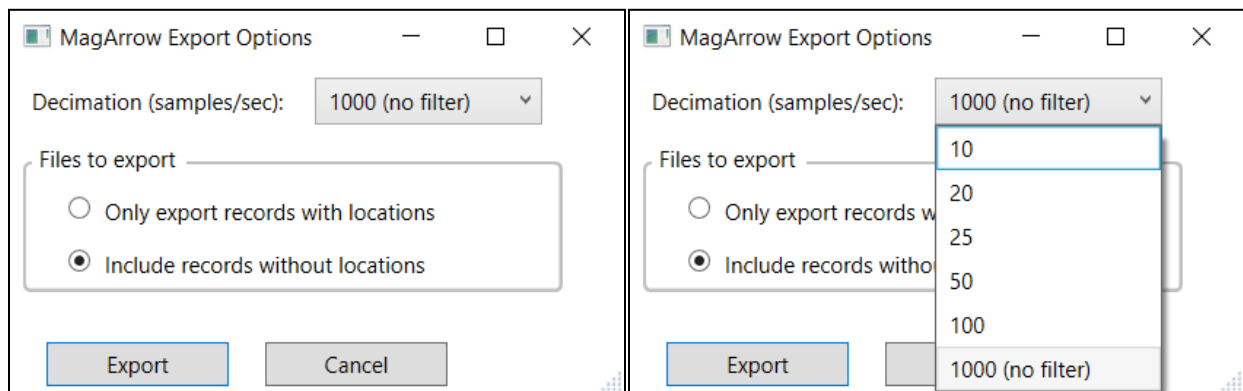 MagArrow Export Options
Decimation (samples/sec): 1000 (no filter)
Files to export
Only export records with locations
Include records without locations
Export Cancel
MagArrow Export Options
Decimation (samples/sec): 1000 (no filter)
10
Files to export
20
Only export records w
25
Include records witho
50
100
Export
1000 (no filter)